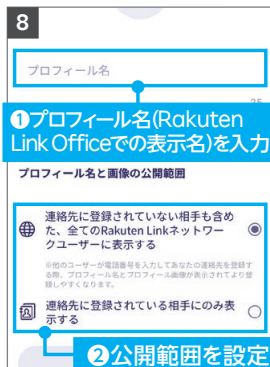 8
プロフィール名
25
❶プロフィール名(Rakuten
Link Officeでの表示名)を入力
プロフィール名と画像の公開範囲
連絡先に登録されていない相手も含め
た、全てのRakuten Linkネットワー
クユーザーに表示する
※他のユーザーが電話番号を入力してあなたの連絡先を登録す
る際、プロフィール名とプロフィール画像が表示されてより登
録しやすくなります。
連絡先に登録されている相手にのみ表
示する
❷公開範囲を設定